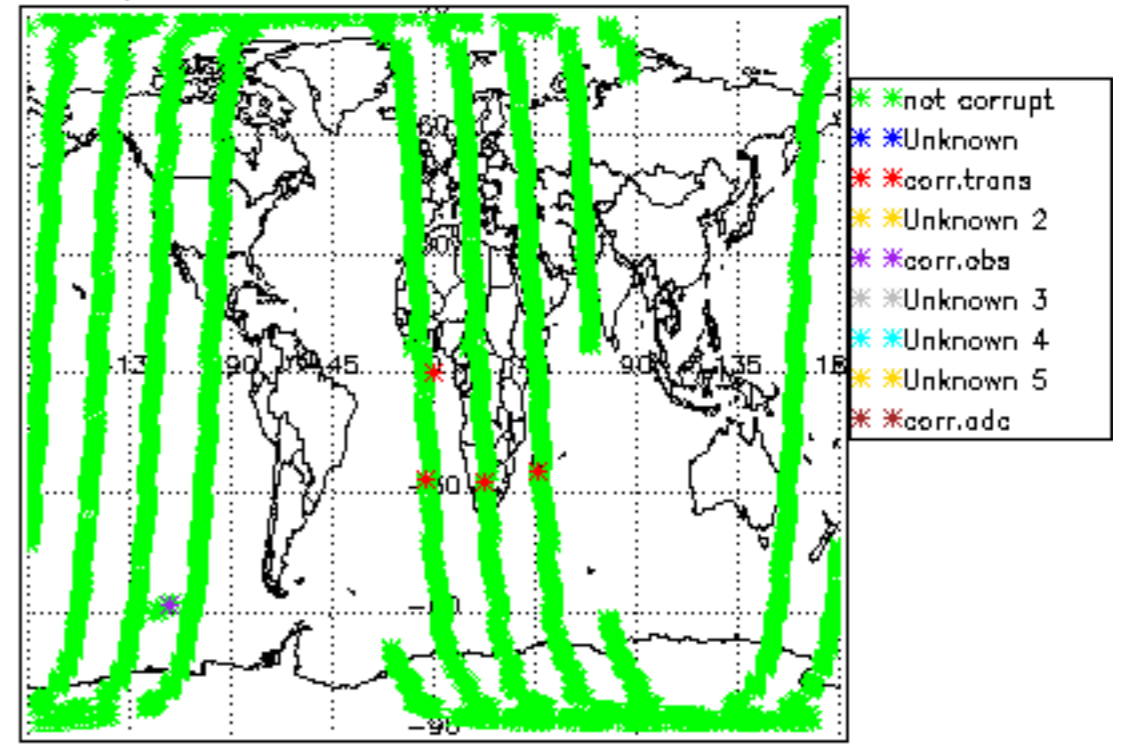 not corrupt
Unknown
corr.trans
Unknown 2
corr.obs
Unknown 3
Unknown 4
Unknown 5
corr.adc
60
90
45
90
135
-90